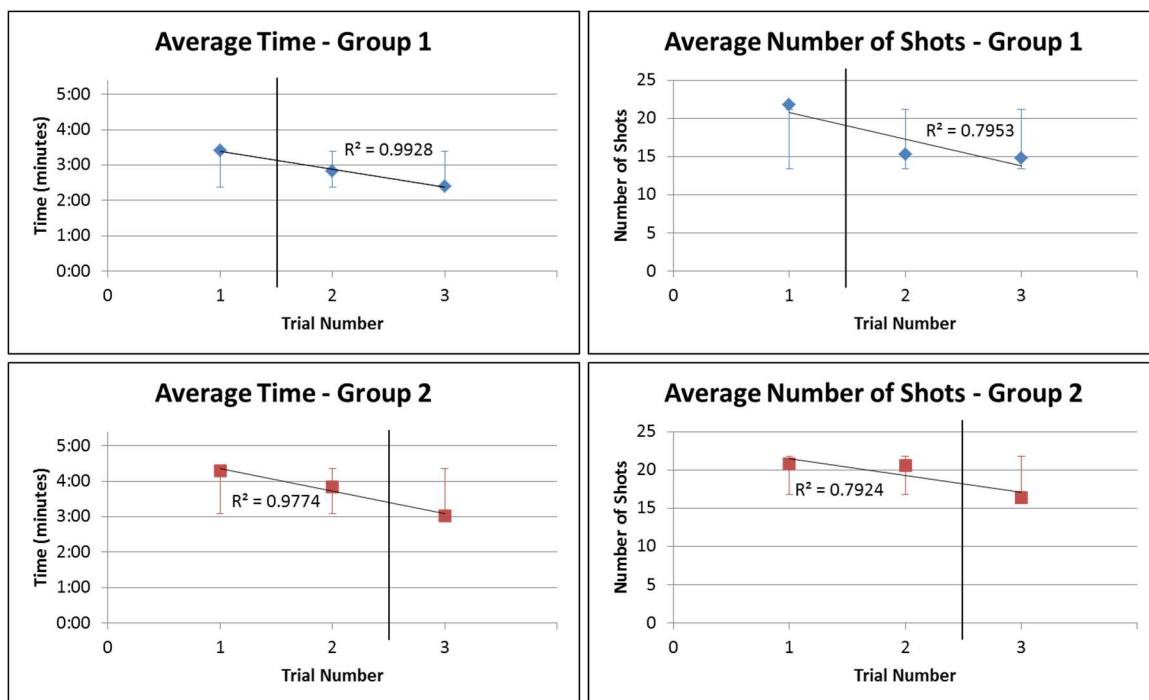 Average Time - Group 1
Time (minutes)
5:00
4:00
3:00
2:00
1:00
0:00
R² = 0.9928
0 1 2 3
Trial Number
Average Number of Shots - Group 1
Number of Shots
25
20
15
10
5
0
R² = 0.7953
0 1 2 3
Trial Number
Average Time - Group 2
Time (minutes)
5:00
4:00
3:00
2:00
1:00
0:00
R² = 0.9774
0 1 2 3
Trial Number
Average Number of Shots - Group 2
Number of Shots
25
20
15
10
5
0
R² = 0.7924
0 1 2 3
Trial Number